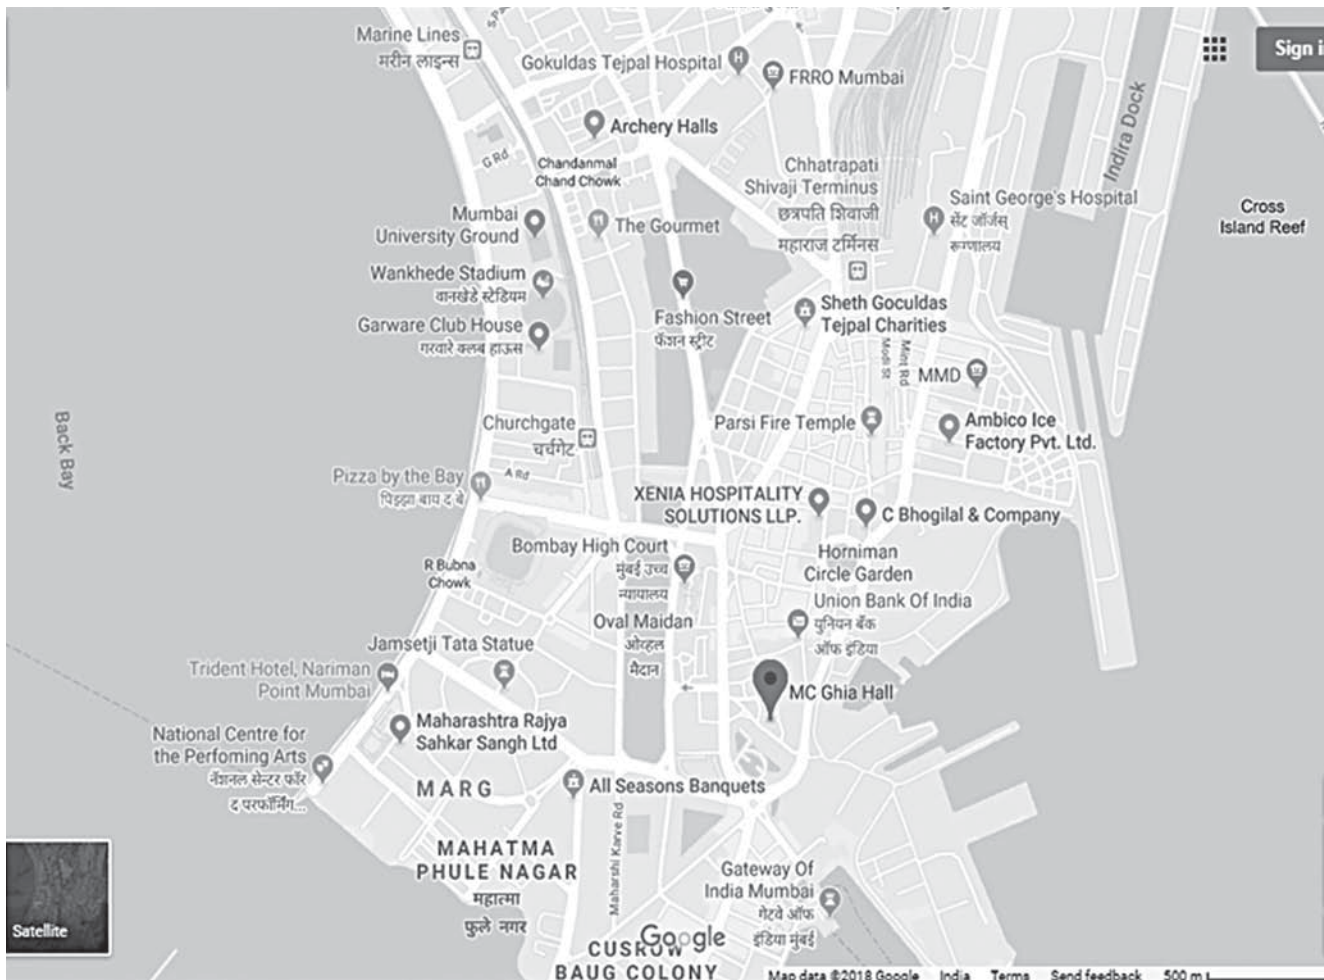 Marine Lines
मरीन लाइन्स
Gokuldas Tejpal Hospital
FRRO Mumbai
Sign i
Archery Halls
G Rd
Chandanmal
Chand Chowk
Indira Dock
Chhatrapati
Shivaji Terminus
छत्रपति शिवाजी
महाराज टर्मिनस
Saint George's Hospital
सेंट जॉर्जस्
रूग्णालय
Cross
Island Reef
Mumbai
University Ground
The Gourmet
Wankhede Stadium
वानखेडे स्टेडियम
Garware Club House
गरवारे क्लब हाऊस
Fashion Street
फॅशन स्ट्रीट
Sheth Goculdas
Tejpal Charities
Modi St
Mint Rd
MMD
Back Bay
Churchgate
चर्चगेट
Parsi Fire Temple
Ambico Ice
Factory Pvt. Ltd.
Pizza by the Bay
पिझ्झा बाय द बे
A Rd
XENIA HOSPITALITY
SOLUTIONS LLP.
C Bhogilal & Company
Bombay High Court
मुंबई उच्च
न्यायालय
Horniman
Circle Garden
R Bubna
Chowk
Union Bank Of India
युनियन बँक
ऑफ इंडिया
Oval Maidan
ओव्हल
मैदान
Jamsetji Tata Statue
Trident Hotel, Nariman
Point Mumbai
MC Ghia Hall
Maharashtra Rajya
Sahkar Sangh Ltd
National Centre for
the Perfoming Arts
नॅशनल सेन्टर फॉर
द परफॉर्मिंग...
MARG
All Seasons Banquets
Maharshi Karve Rd
MAHATMA
PHULE NAGAR
महात्मा
फुले नगर
Gateway Of
India Mumbai
गेटवे ऑफ
इंडिया मुंबई
Satellite
Google
CUSROW
BAUG COLONY
Map data ©2018 Google India Terms Send feedback 500 m